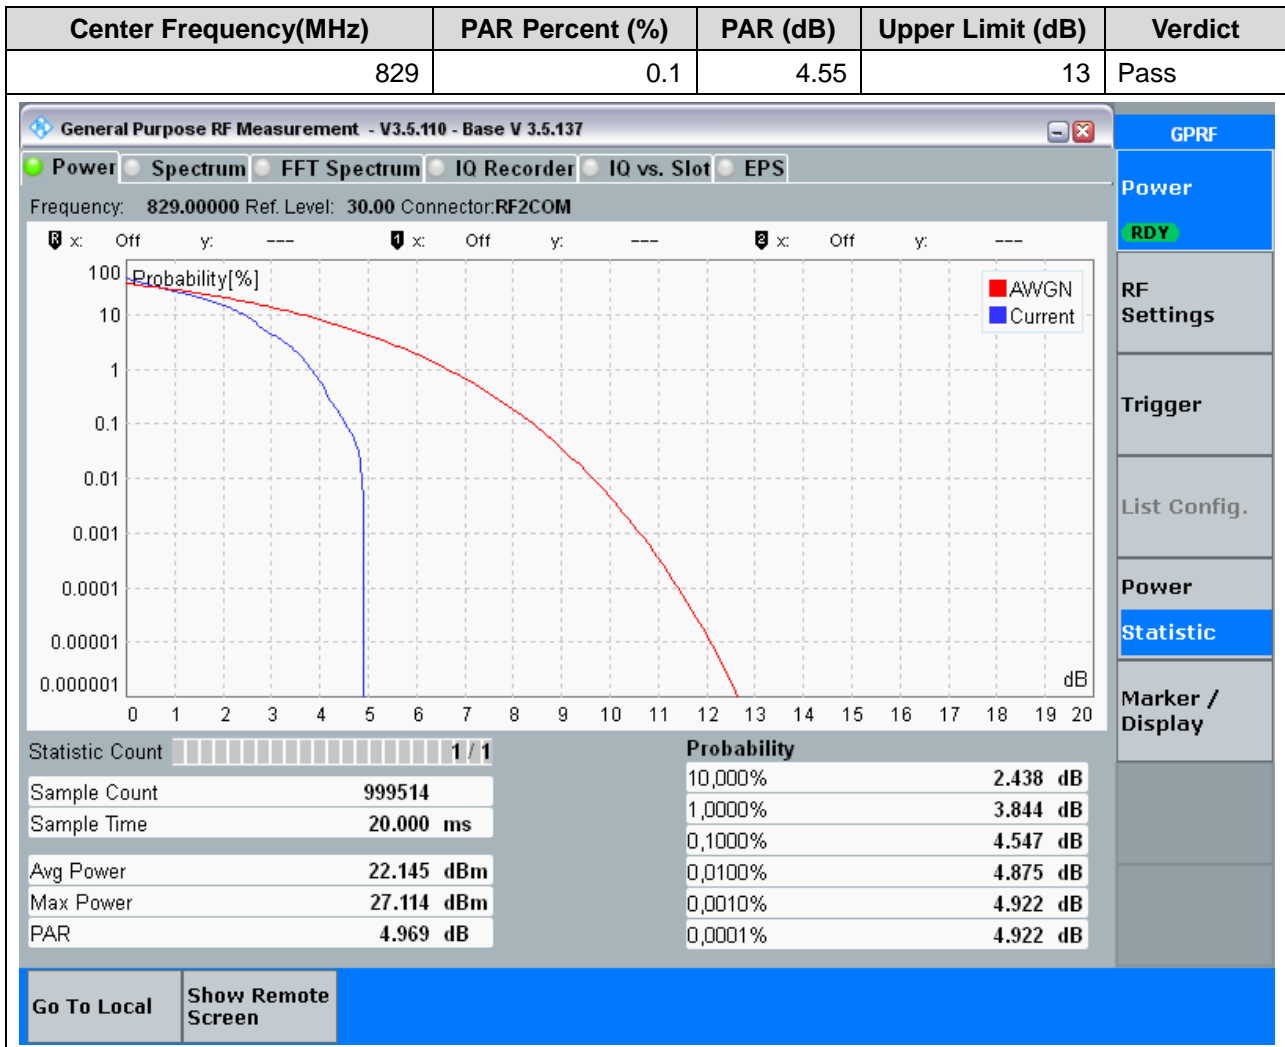 Center Frequency(MHz) PAR Percent (%) PAR (dB) Upper Limit (dB) Verdict
829 0.1 4.55 13 Pass
General Purpose RF Measurement - V3.5.110 - Base V 3.5.137
GPRF
Power Spectrum FFT Spectrum IQ Recorder IQ vs. Slot EPS
Power
RDY
Frequency: 829.00000 Ref. Level: 30.00 Connector:RF2COM
R x: Off y: --- 1 x: Off y: --- 2 x: Off y: ---
Probability[%]
AWGN
Current
100
10
1
0.1
0.01
0.001
0.0001
0.00001
0.000001
dB
0 1 2 3 4 5 6 7 8 9 10 11 12 13 14 15 16 17 18 19 20
RF
Settings
Trigger
List Config.
Power
Statistic
Marker /
Display
Statistic Count 1 / 1
Sample Count 999514
Sample Time 20.000 ms
Avg Power 22.145 dBm
Max Power 27.114 dBm
PAR 4.969 dB
Probability
10,000% 2.438 dB
1,0000% 3.844 dB
0,1000% 4.547 dB
0,0100% 4.875 dB
0,0010% 4.922 dB
0,0001% 4.922 dB
Go To Local
Show Remote
Screen